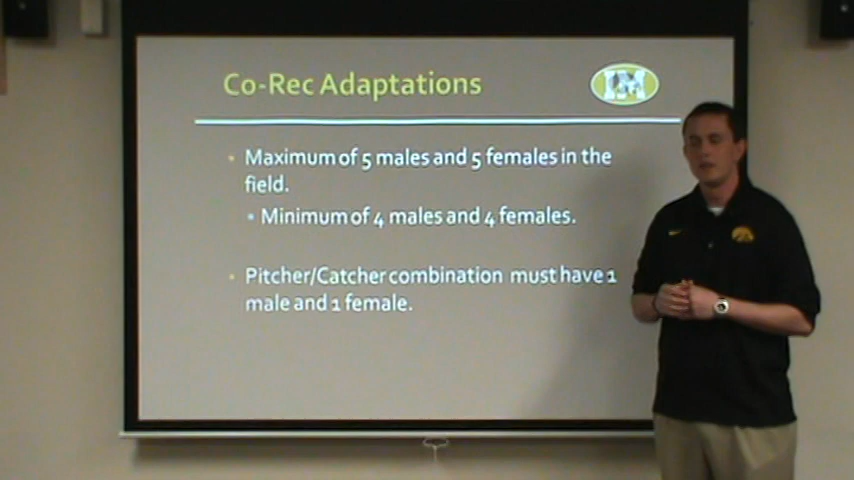 Co-Rec Adaptations
IM
Maximum of 5 males and 5 females in the
field.
Minimum of 4 males and 4 females.
Pitcher/Catcher combination must have 1
male and 1 female.